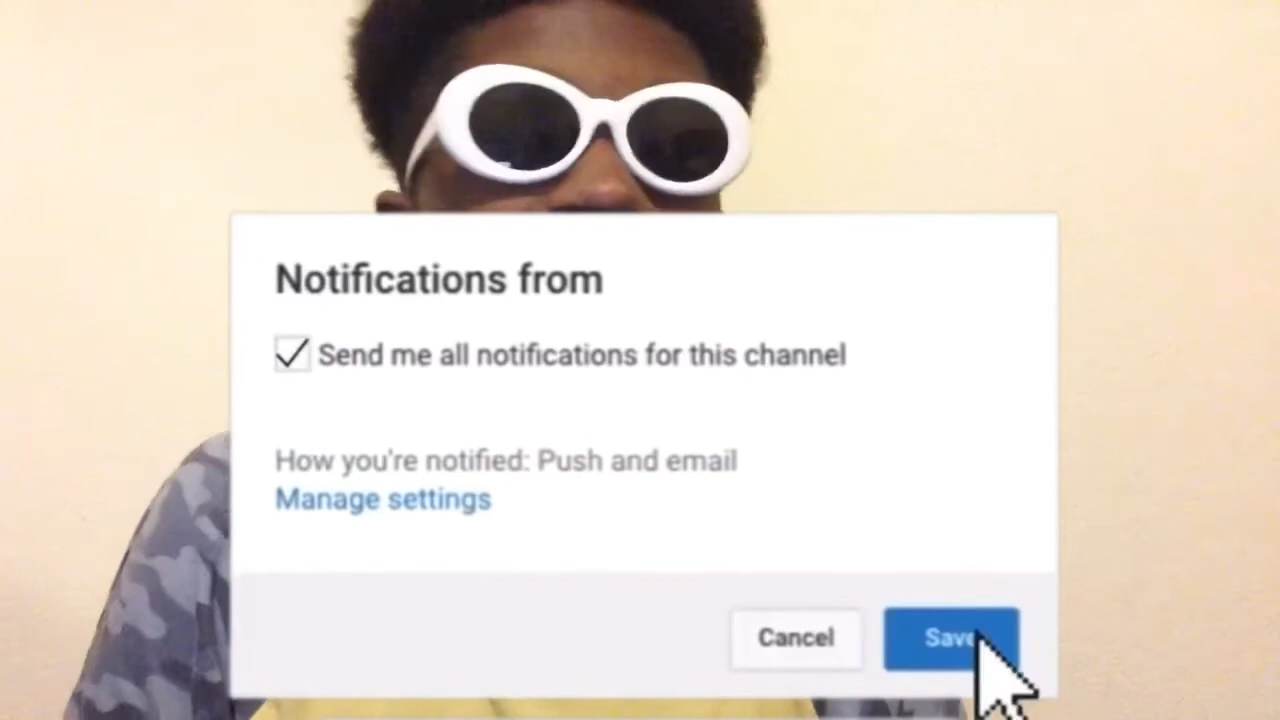 Notifications from
Send me all notifications for this channel
How you're notified: Push and email
Manage settings
Cancel
Save